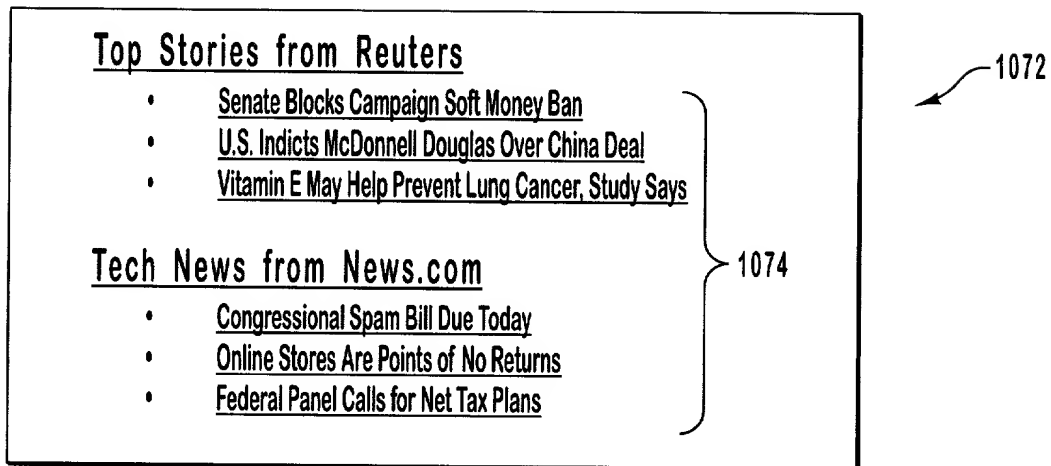 Top Stories from Reuters
1072
• Senate Blocks Campaign Soft Money Ban
• U.S. Indicts McDonnell Douglas Over China Deal
• Vitamin E May Help Prevent Lung Cancer, Study Says
1074
Tech News from News.com
• Congressional Spam Bill Due Today
• Online Stores Are Points of No Returns
• Federal Panel Calls for Net Tax Plans